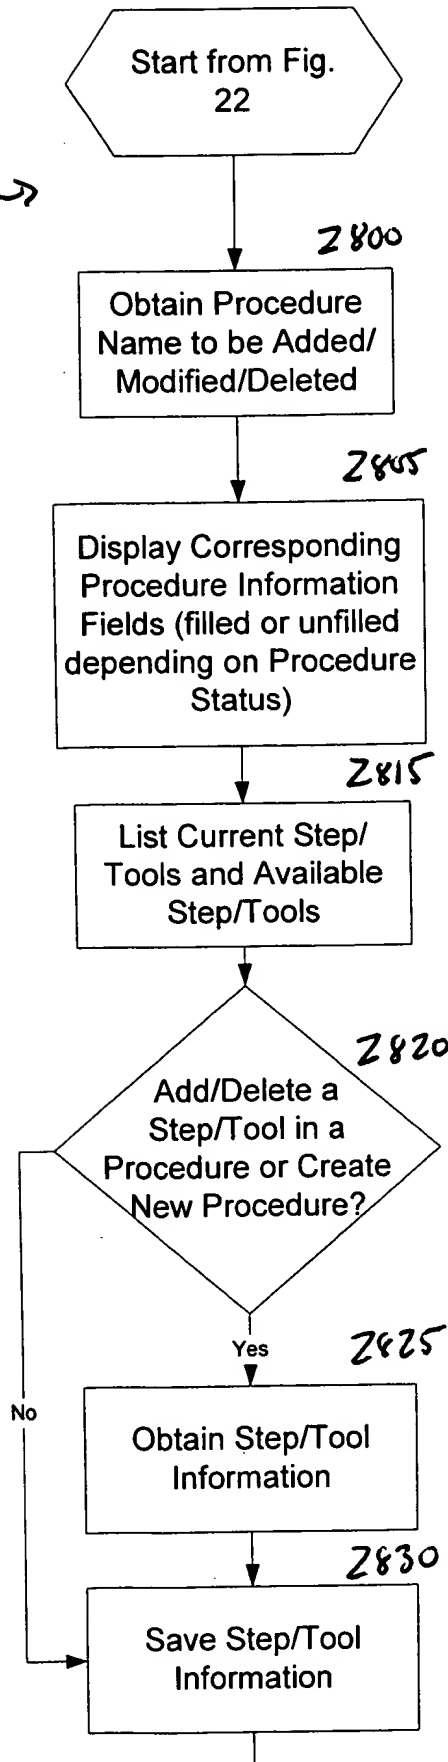 Start from Fig.
22
2800
Obtain Procedure
Name to be Added/
Modified/Deleted
2805
Display Corresponding
Procedure Information
Fields (filled or unfilled
depending on Procedure
Status)
2815
List Current Step/
Tools and Available
Step/Tools
2820
Add/Delete a
Step/Tool in a
Procedure or Create
New Procedure?
Yes
2825
No
Obtain Step/Tool
Information
2830
Save Step/Tool
Information